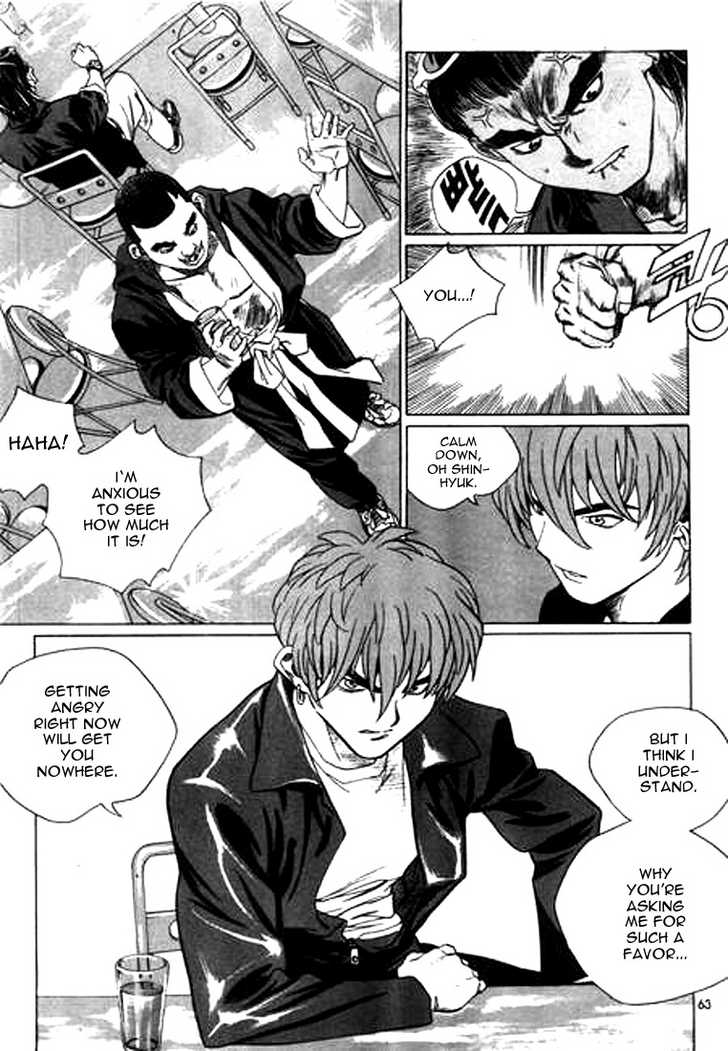 HAHA!
I'M
ANXIOUS
TO SEE
HOW MUCH
IT IS!
YOU...!
CALM
DOWN,
OH SHIN-
HYUK.
GETTING
ANGRY
RIGHT NOW
WILL GET
YOU
NOWHERE.
BUT I
THINK I
UNDER-
STAND.
WHY
YOU'RE
ASKING
ME FOR
SUCH A
FAVOR...
63